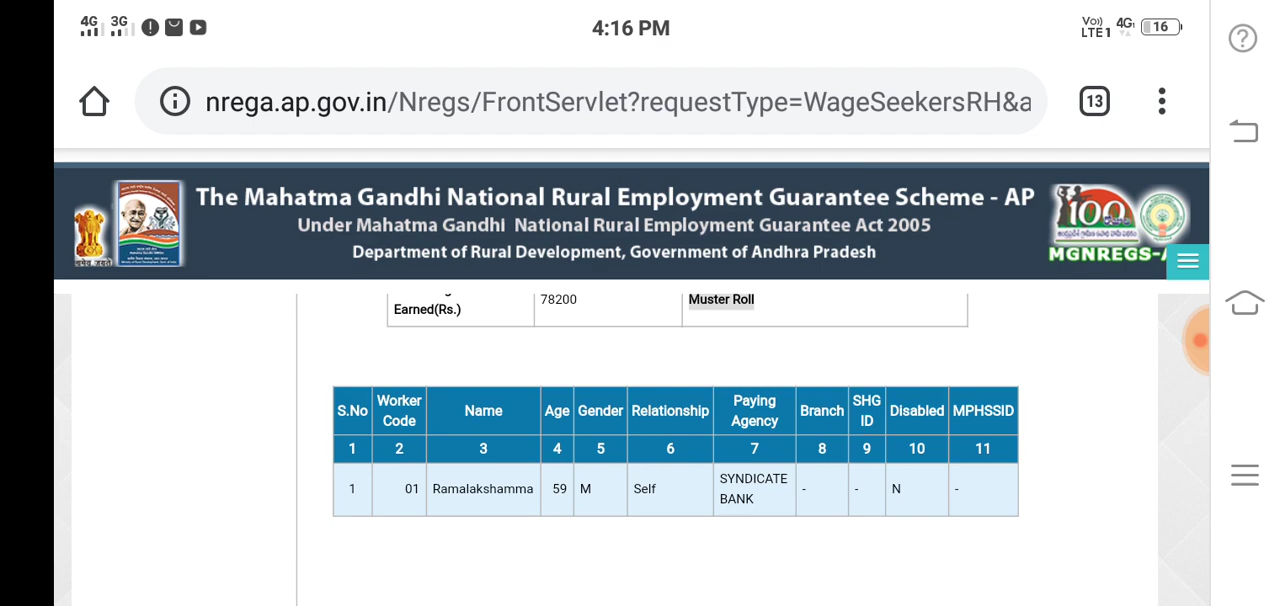 4G 3G 4:16 PM Vo)) LTE1 4G 16
nrega.ap.gov.in/Nregs/FrontServlet?requestType=WageSeekersRH&a
13
The Mahatma Gandhi National Rural Employment Guarantee Scheme - AP
Under Mahatma Gandhi National Rural Employment Guarantee Act 2005
Department of Rural Development, Government of Andhra Pradesh
100
MGNREGS-A
Earned(Rs.) 78200 Muster Roll
S.No Worker Code Name Age Gender Relationship Paying Agency Branch SHG ID Disabled MPHSSID
1 2 3 4 5 6 7 8 9 10 11
1 01 Ramalakshamma 59 M Self SYNDICATE BANK - - N -